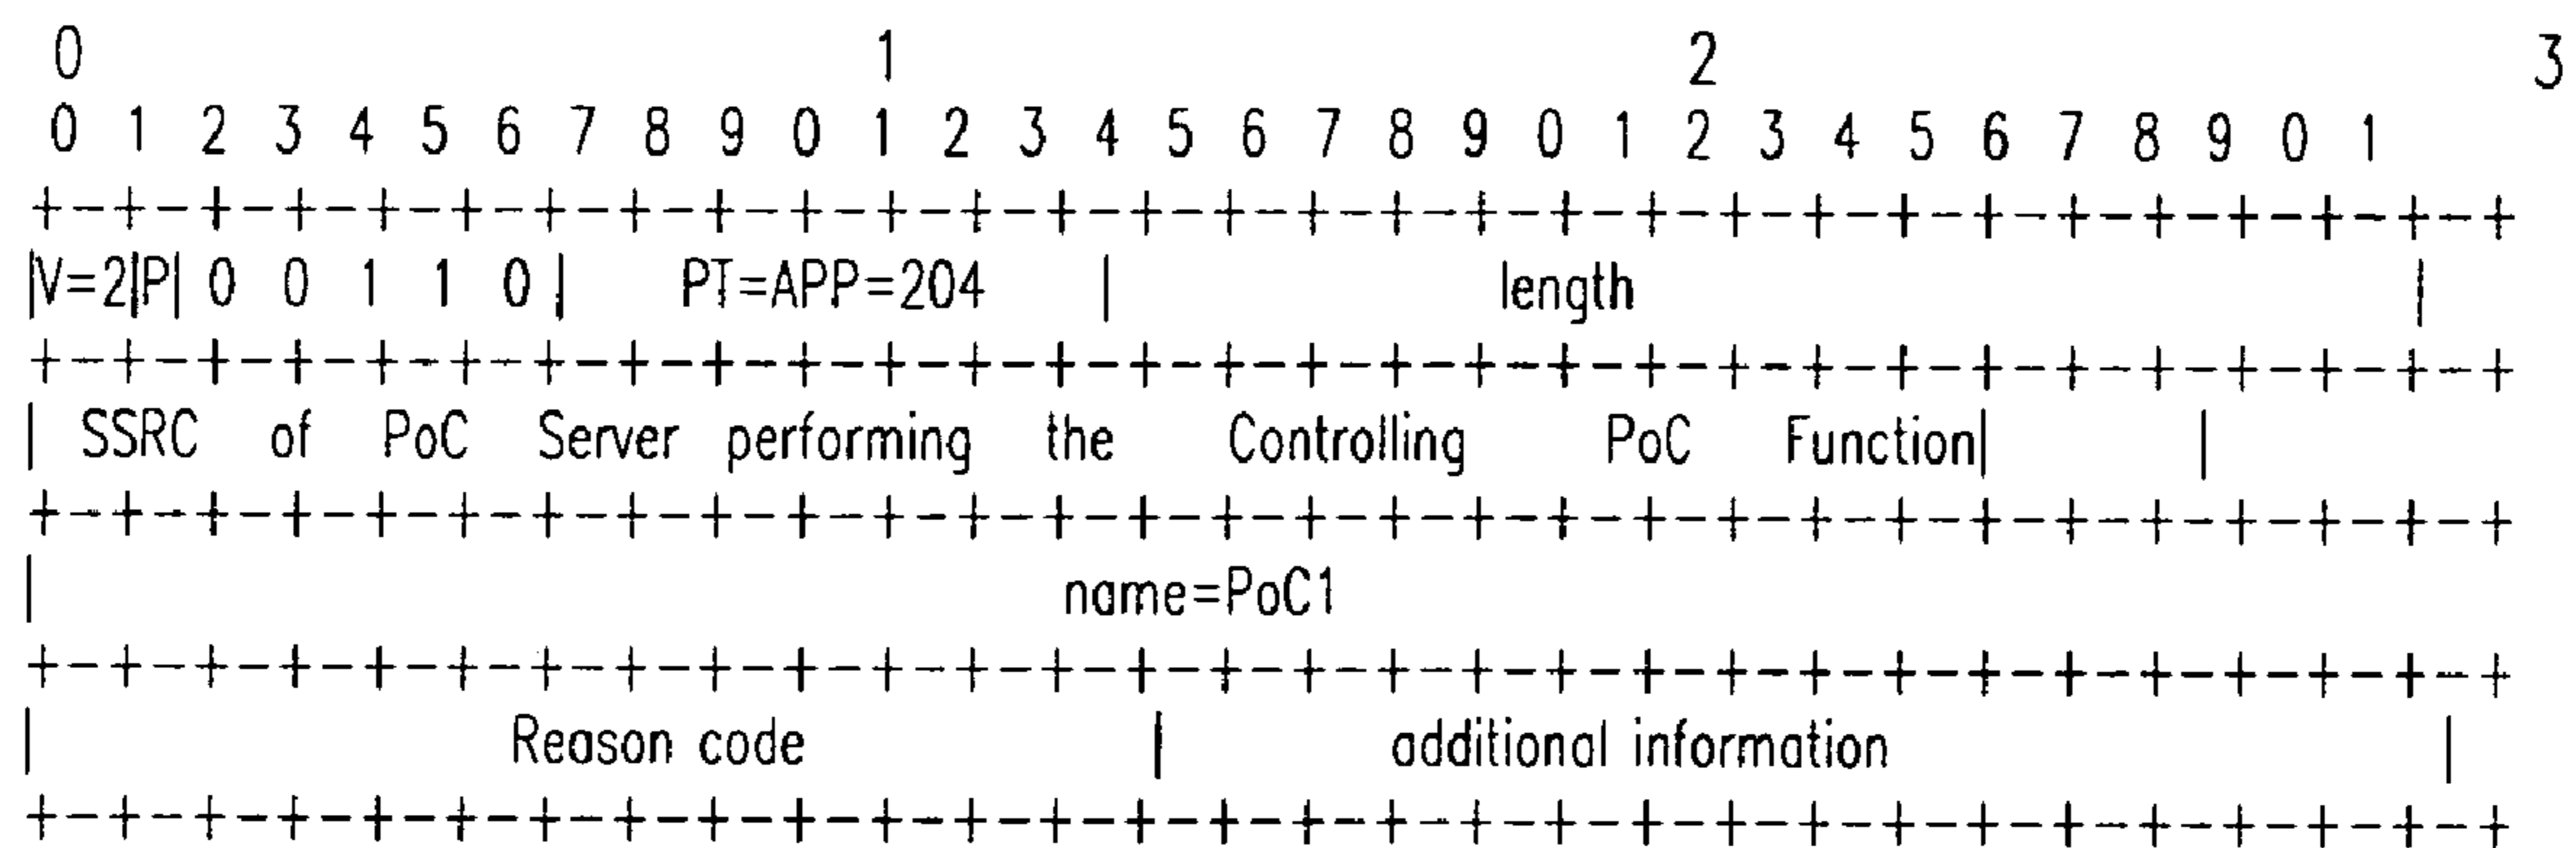 0 1 2 3
0 1 2 3 4 5 6 7 8 9 0 1 2 3 4 5 6 7 8 9 0 1 2 3 4 5 6 7 8 9 0 1
+-+-+-+-+-+-+-+-+-+-+-+-+-+-+-+-+-+-+-+-+-+-+-+-+-+-+-+-+--+
|V=2|P| 0 0 1 1 0 | PT=APP=204 | length |
+-+-+-+-+-+-+-+-+-+-+-+-+-+-+-+-+-+-+-+-+-+-+-+-+-+-+-+-+--+
| SSRC of PoC Server performing the Controlling PoC Function| |
+-+-+-+-+-+-+-+-+-+-+-+-+-+-+-+-+-+-+-+-+-+-+-+-+-+-+-+-+--+
| name=PoC1
+-+-+-+-+-+-+-+-+-+-+-+-+-+-+-+-+-+-+-+-+-+-+-+-+-+-+-+-+--+
| Reason code | additional information |
+-+-+-+-+-+-+-+-+-+-+-+-+-+-+-+-+-+-+-+-+-+-+-+-+-+-+-+-+--+